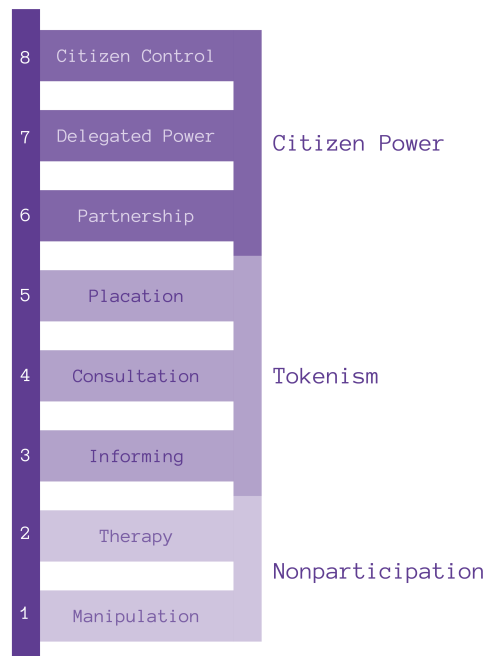 8 Citizen Control
7 Delegated Power
Citizen Power
6 Partnership
5 Placation
4 Consultation
Tokenism
3 Informing
2 Therapy
Nonparticipation
1 Manipulation